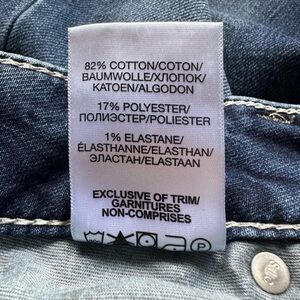 82% COTTON/COTON/
BAUMWOLLE/ХЛОПОК/
KATOEN/ALGODON
17% POLYESTER/
ПОЛИЭСТЕР/POLIESTER
1% ELASTANE/
ÉLASTHANNE/ELASTHAN/
ЭЛАСТАН/ELASTAAN
EXCLUSIVE OF TRIM/
GARNITURES
NON-COMPRISES
P